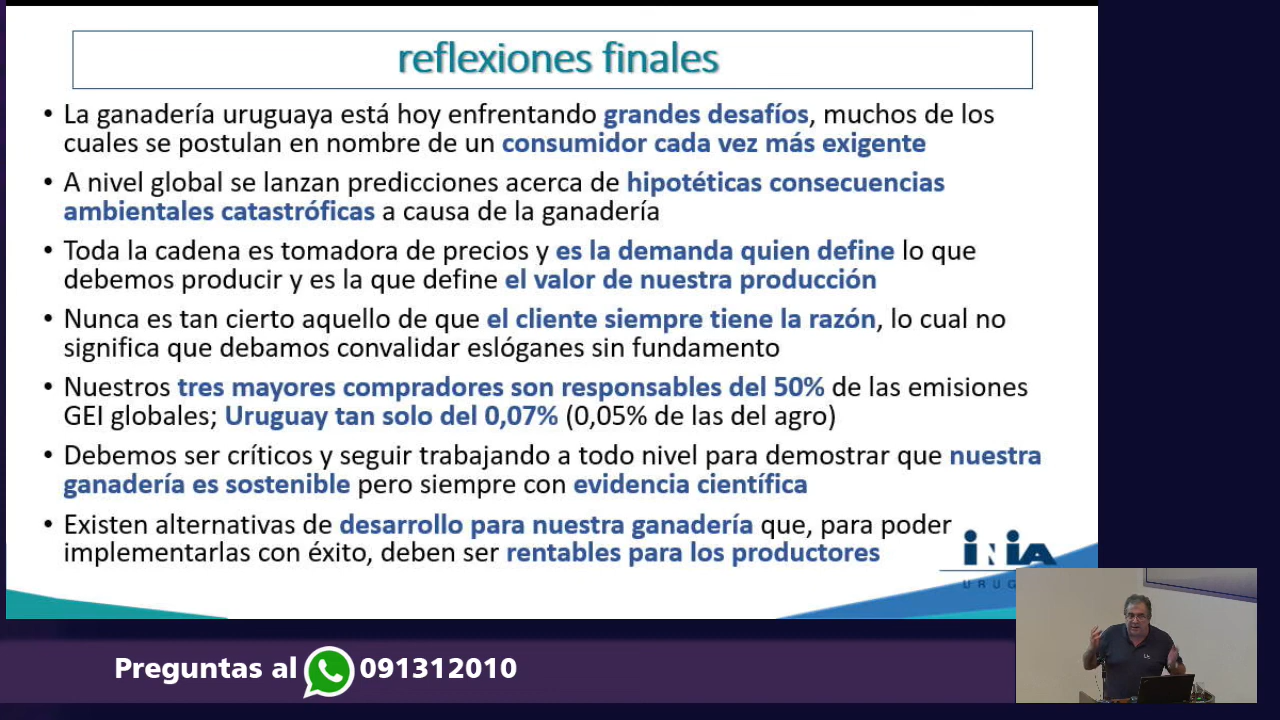 reflexiones finales
• La ganadería uruguaya está hoy enfrentando grandes desafíos, muchos de los
cuales se postulan en nombre de un consumidor cada vez más exigente
• A nivel global se lanzan predicciones acerca de hipotéticas consecuencias
ambientales catastróficas a causa de la ganadería
• Toda la cadena es tomadora de precios y es la demanda quien define lo que
debemos producir y es la que define el valor de nuestra producción
• Nunca es tan cierto aquello de que el cliente siempre tiene la razón, lo cual no
significa que debamos convalidar eslóganes sin fundamento
• Nuestros tres mayores compradores son responsables del 50% de las emisiones
GEI globales; Uruguay tan solo del 0,07% (0,05% de las del agro)
• Debemos ser críticos y seguir trabajando a todo nivel para demostrar que nuestra
ganadería es sostenible pero siempre con evidencia científica
• Existen alternativas de desarrollo para nuestra ganadería que, para poder
implementarlas con éxito, deben ser rentables para los productores
iNiA
URUG
Preguntas al 091312010